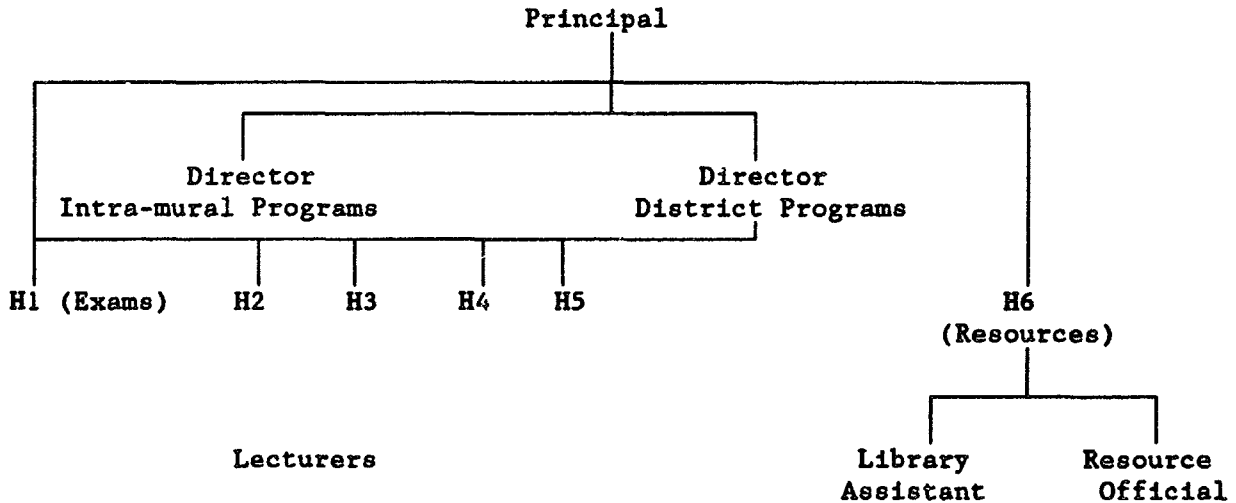 Principal
Director Director
Intra-mural Programs District Programs
H1 (Exams) H2 H3 H4 H5 H6
(Resources)
Lecturers Library Resource
Assistant Official